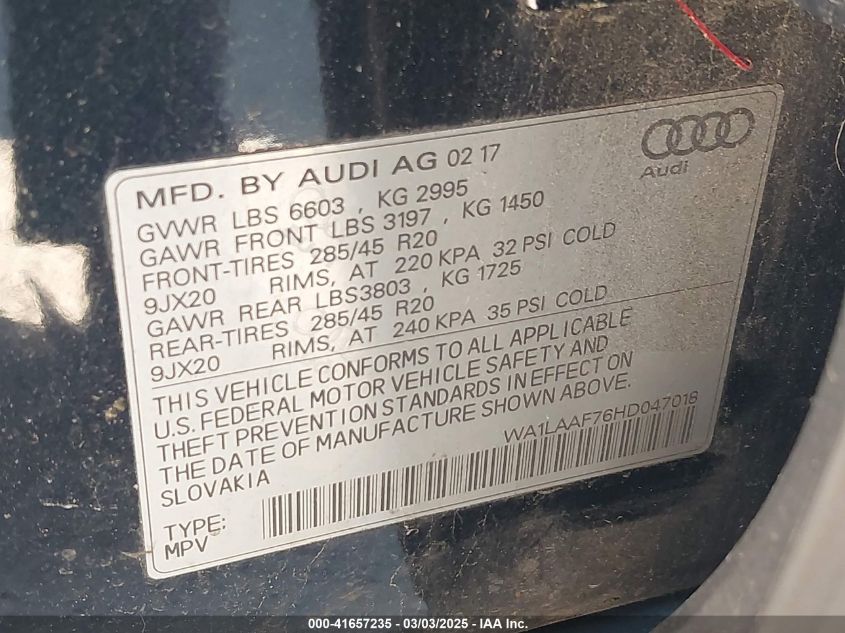 MFD. BY AUDI AG 02 17
Audi
GVWR LBS 6603 , KG 2995
GAWR FRONT LBS 3197 , KG 1450
FRONT-TIRES 285/45 R20
9JX20 RIMS, AT 220 KPA 32 PSI COLD
GAWR REAR LBS3803 , KG 1725
REAR-TIRES 285/45 R20
9JX20 RIMS, AT 240 KPA 35 PSI COLD
THIS VEHICLE CONFORMS TO ALL APPLICABLE
U.S. FEDERAL MOTOR VEHICLE SAFETY AND
THEFT PREVENTION STANDARDS IN EFFECT ON
THE DATE OF MANUFACTURE SHOWN ABOVE.
SLOVAKIA
WA1LAAF76HD047018
TYPE:
MPV
000-41657235 - 03/03/2025 - IAA Inc.